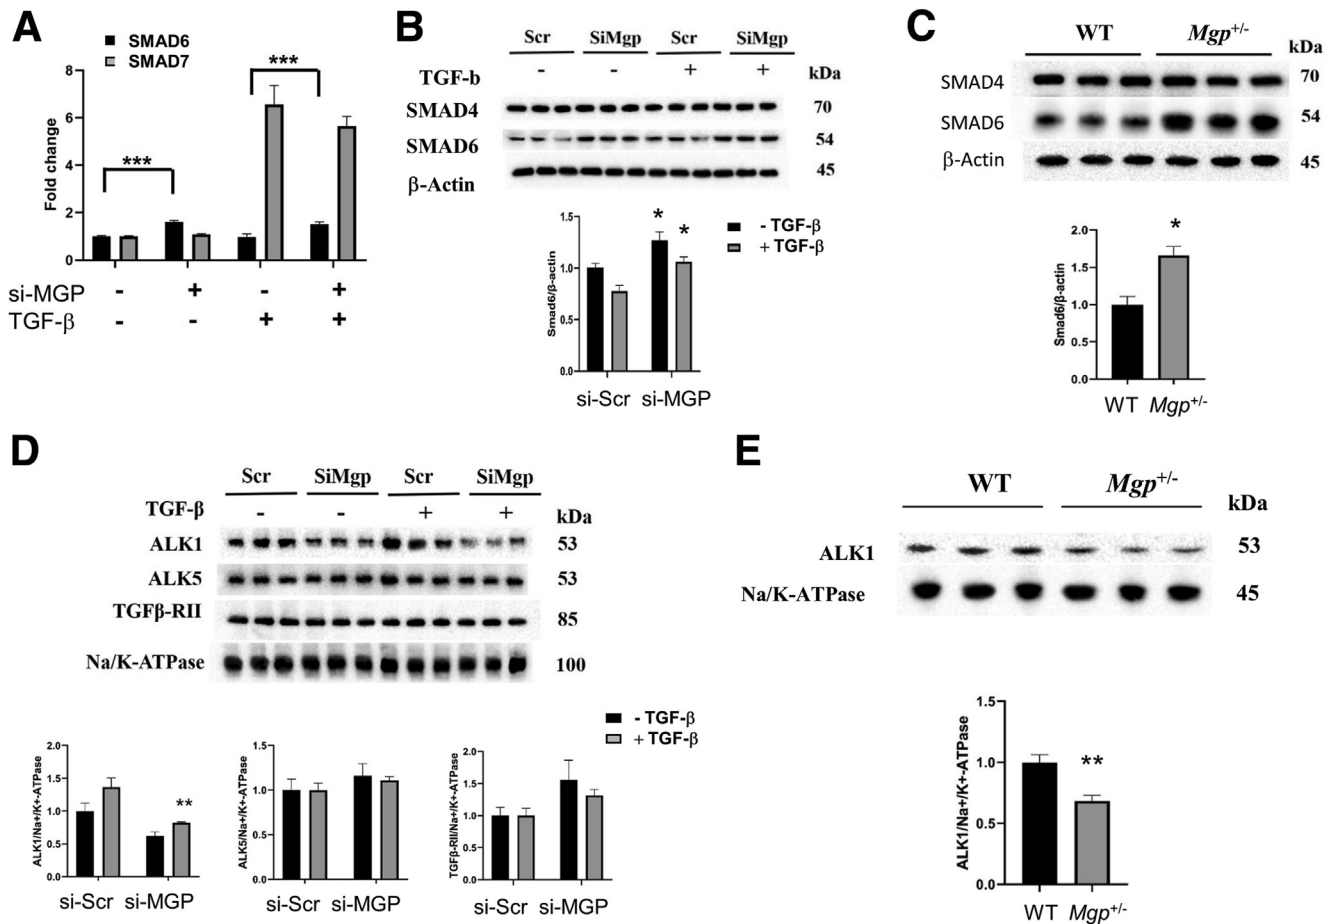 A
SMAD6
SMAD7
***
***
8
6
4
2
0
Fold change
- + - +
si-MGP
- - + +
TGF-β
B
Scr SiMgp Scr SiMgp
TGF-b - - + + kDa
SMAD4 70
SMAD6 54
β-Actin 45
* *
- TGF-β
+ TGF-β
1.5
1.0
0.5
0.0
Smad6/β-actin
si-Scr si-MGP
C
WT Mgp+/-
kDa
SMAD4 70
SMAD6 54
β-Actin 45
*
2.0
1.5
1.0
0.5
0.0
Smad6/β-actin
WT Mgp+/-
D
Scr SiMgp Scr SiMgp
TGF-β - - + + kDa
ALK1 53
ALK5 53
TGFβ-RII 85
Na/K-ATPase 100
- TGF-β
+ TGF-β
2.0
1.5
1.0
0.5
0.0
ALK1/Na+/K+-ATPase
**
si-Scr si-MGP
1.5
1.0
0.5
0.0
ALK5/Na+/K+-ATPase
si-Scr si-MGP
2.0
1.5
1.0
0.5
0.0
TGFβ-RII/Na+/K+-ATPase
si-Scr si-MGP
E
WT Mgp+/-
kDa
ALK1 53
Na/K-ATPase 45
1.5
1.0
0.5
0.0
ALK1/Na+/K+-ATPase
**
WT Mgp+/-